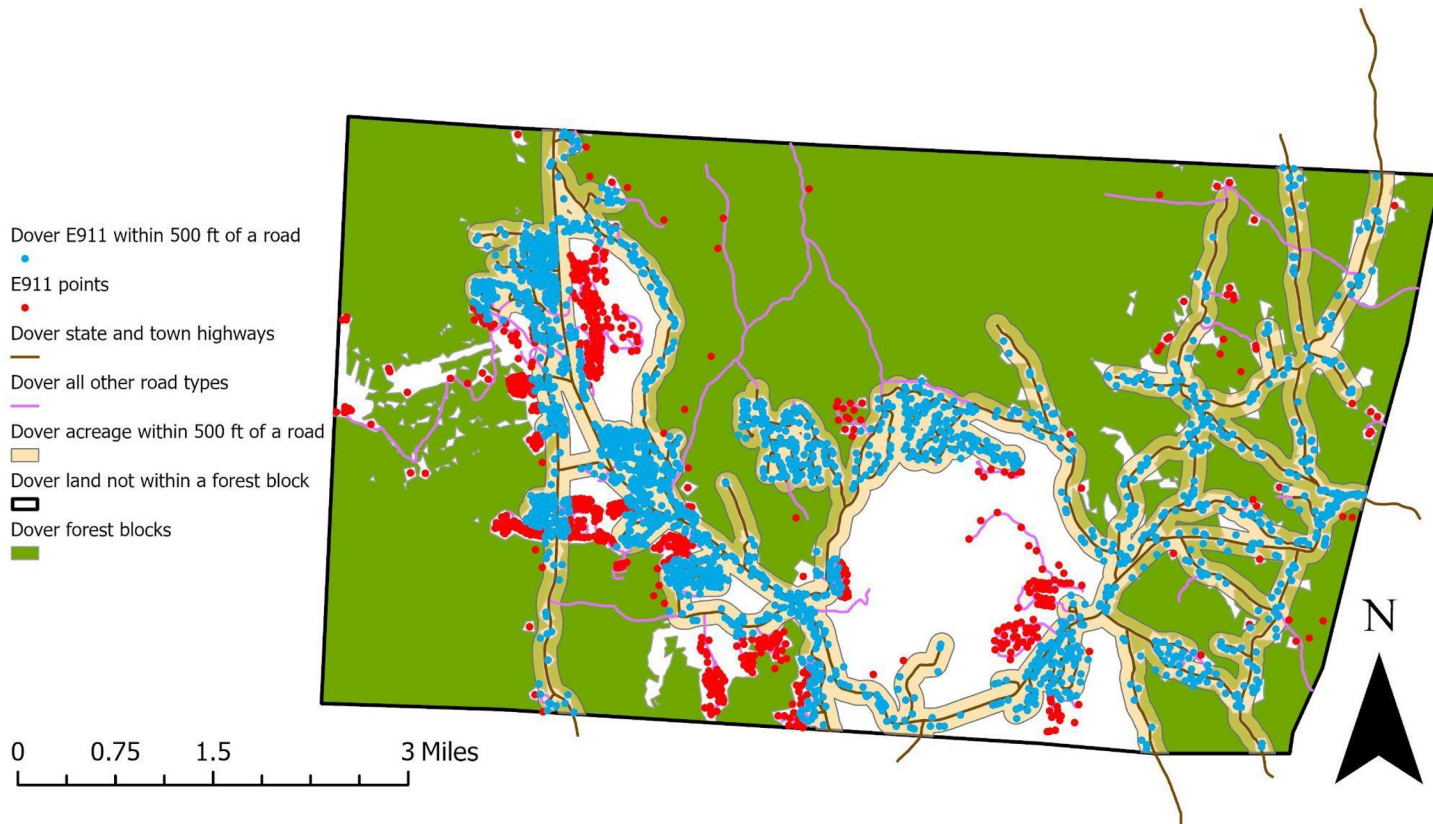 Dover E911 within 500 ft of a road
E911 points
Dover state and town highways
Dover all other road types
Dover acreage within 500 ft of a road
Dover land not within a forest block
Dover forest blocks
N
0 0.75 1.5 3 Miles